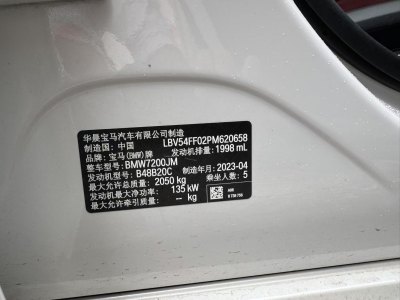 华晨宝马汽车有限公司制造
制造国: 中国 LBV54FF02PM620658
品牌: 宝马(BMW)牌 发动机排量: 1998 mL
整车型号: BMW7200JM
发动机型号: B48B20C 制造年月: 2023-04
最大允许总质量: 2050 kg 乘坐人数: 5
最大净功率: 135 kW
最大允许牵引质量: -- kg